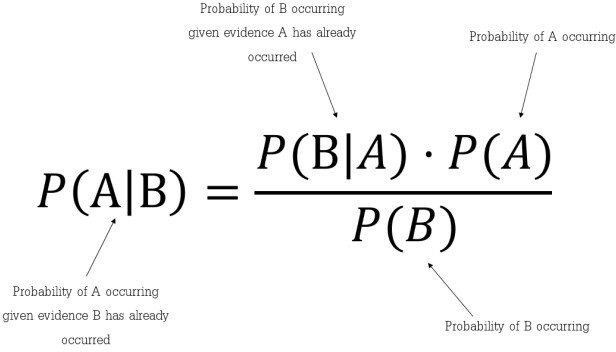 Probability of B occurring
given evidence A has already
occurred
Probability of A occurring
P(A|B) = P(B|A) · P(A)
P(B)
Probability of A occurring
given evidence B has already
occurred
Probability of B occurring